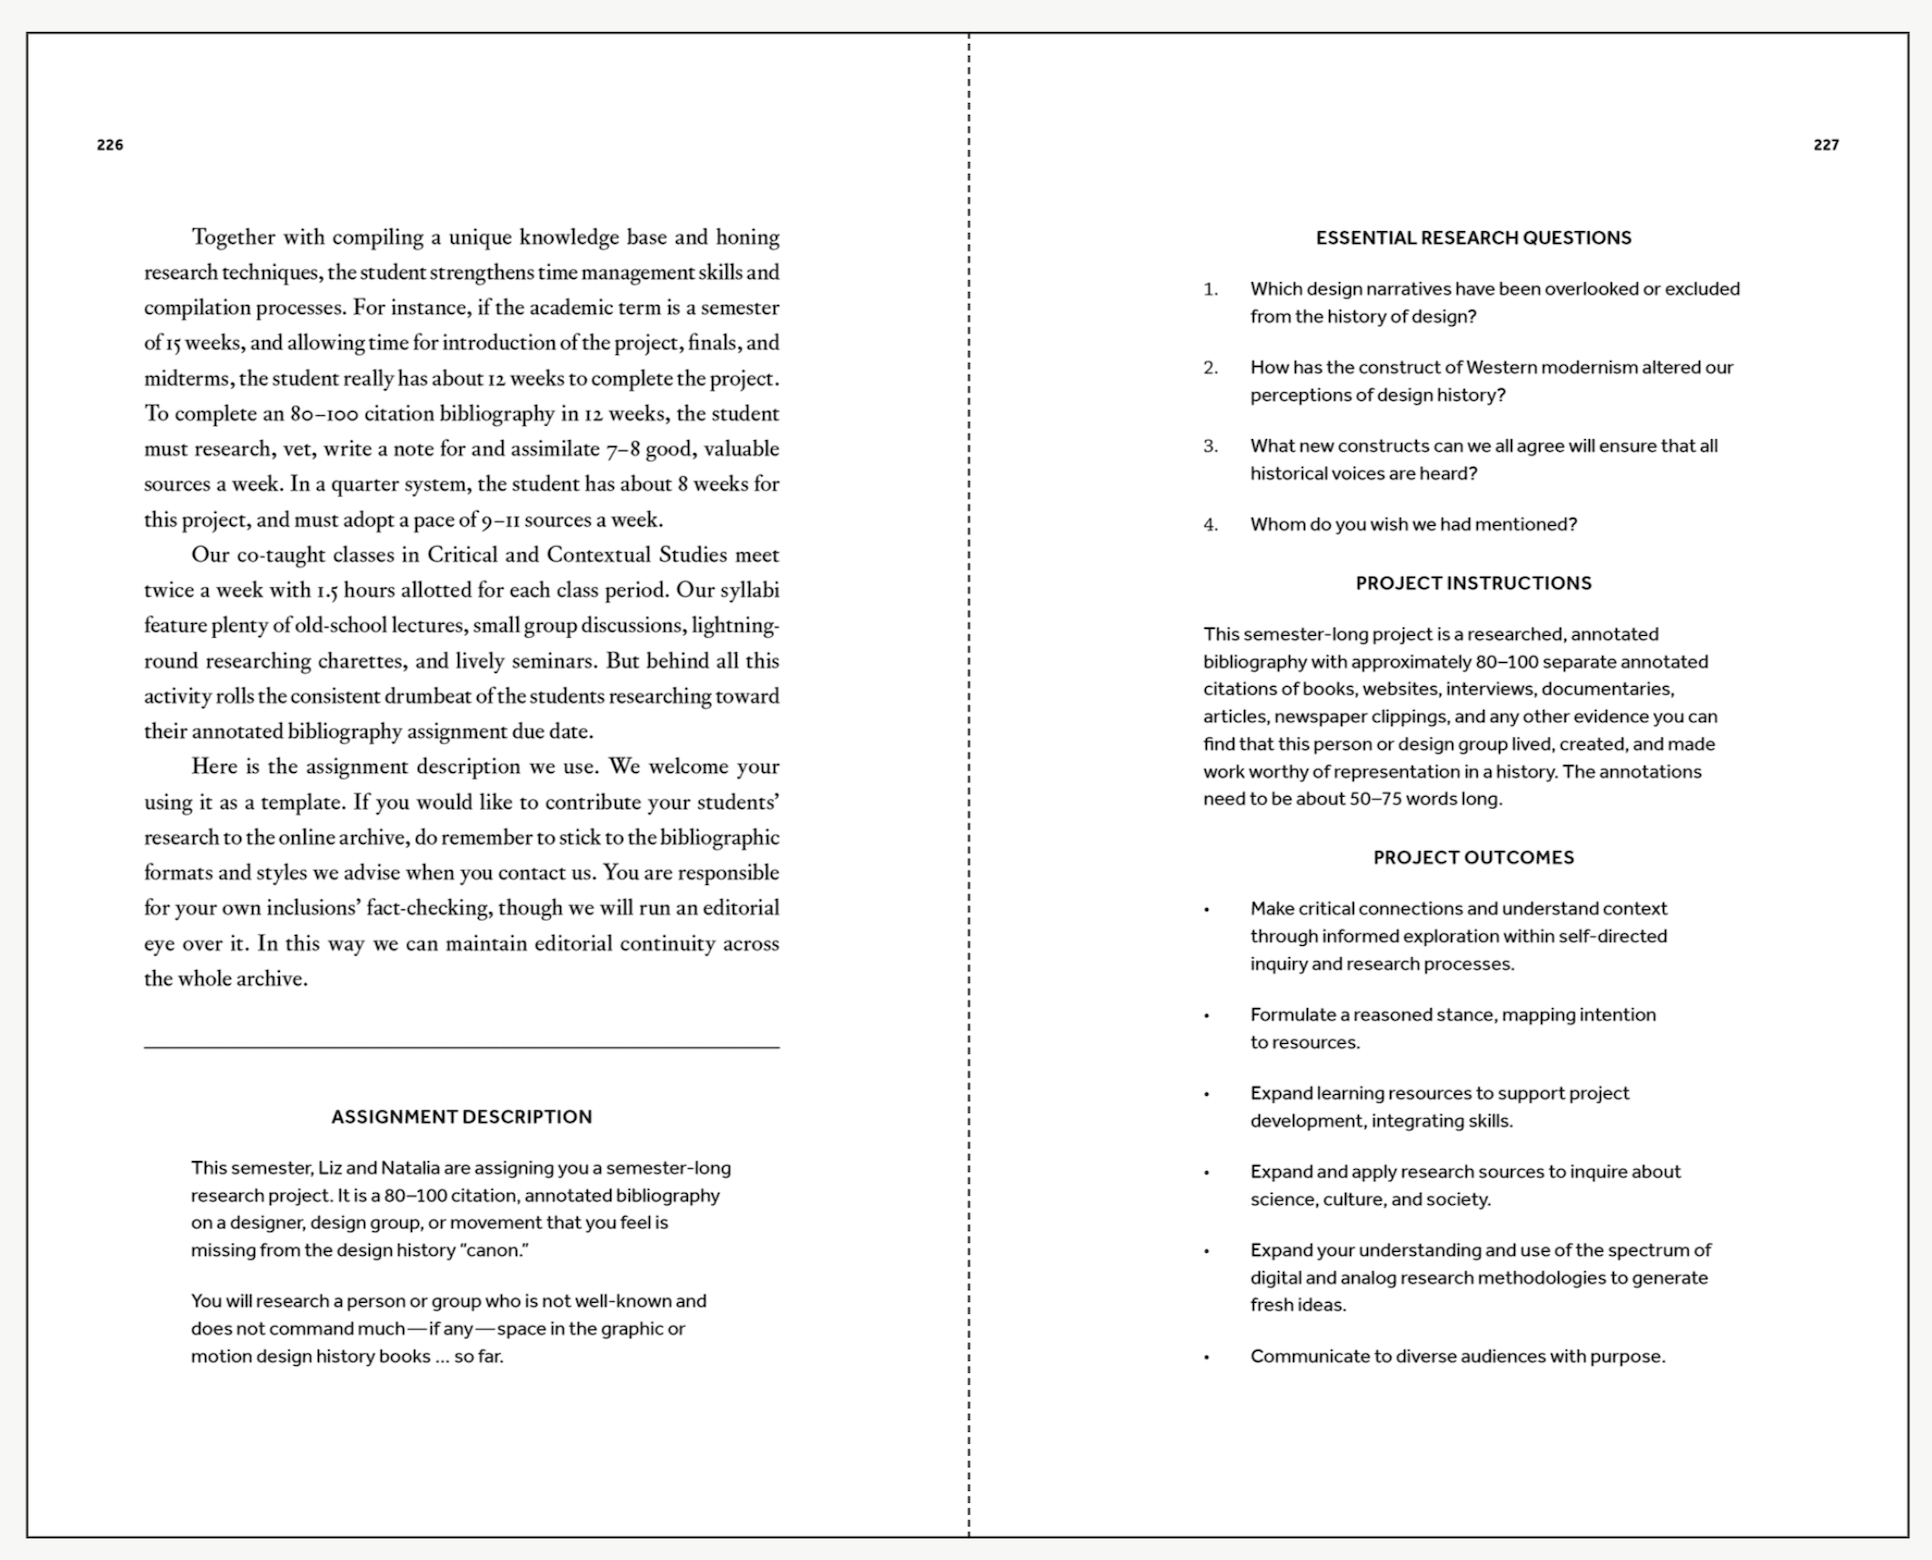 226
Together with compiling a unique knowledge base and honing
research techniques, the student strengthens time management skills and
compilation processes. For instance, if the academic term is a semester
of 15 weeks, and allowing time for introduction of the project, finals, and
midterms, the student really has about 12 weeks to complete the project.
To complete an 80–100 citation bibliography in 12 weeks, the student
must research, vet, write a note for and assimilate 7–8 good, valuable
sources a week. In a quarter system, the student has about 8 weeks for
this project, and must adopt a pace of 9–11 sources a week.
Our co-taught classes in Critical and Contextual Studies meet
twice a week with 1.5 hours allotted for each class period. Our syllabi
feature plenty of old-school lectures, small group discussions, lightning-
round researching charettes, and lively seminars. But behind all this
activity rolls the consistent drumbeat of the students researching toward
their annotated bibliography assignment due date.
Here is the assignment description we use. We welcome your
using it as a template. If you would like to contribute your students’
research to the online archive, do remember to stick to the bibliographic
formats and styles we advise when you contact us. You are responsible
for your own inclusions’ fact-checking, though we will run an editorial
eye over it. In this way we can maintain editorial continuity across
the whole archive.
ASSIGNMENT DESCRIPTION
This semester, Liz and Natalia are assigning you a semester-long
research project. It is a 80–100 citation, annotated bibliography
on a designer, design group, or movement that you feel is
missing from the design history “canon.”
You will research a person or group who is not well-known and
does not command much—if any—space in the graphic or
motion design history books ... so far.
227
ESSENTIAL RESEARCH QUESTIONS
1. Which design narratives have been overlooked or excluded
from the history of design?
2. How has the construct of Western modernism altered our
perceptions of design history?
3. What new constructs can we all agree will ensure that all
historical voices are heard?
4. Whom do you wish we had mentioned?
PROJECT INSTRUCTIONS
This semester-long project is a researched, annotated
bibliography with approximately 80–100 separate annotated
citations of books, websites, interviews, documentaries,
articles, newspaper clippings, and any other evidence you can
find that this person or design group lived, created, and made
work worthy of representation in a history. The annotations
need to be about 50–75 words long.
PROJECT OUTCOMES
• Make critical connections and understand context
through informed exploration within self-directed
inquiry and research processes.
• Formulate a reasoned stance, mapping intention
to resources.
• Expand learning resources to support project
development, integrating skills.
• Expand and apply research sources to inquire about
science, culture, and society.
• Expand your understanding and use of the spectrum of
digital and analog research methodologies to generate
fresh ideas.
• Communicate to diverse audiences with purpose.